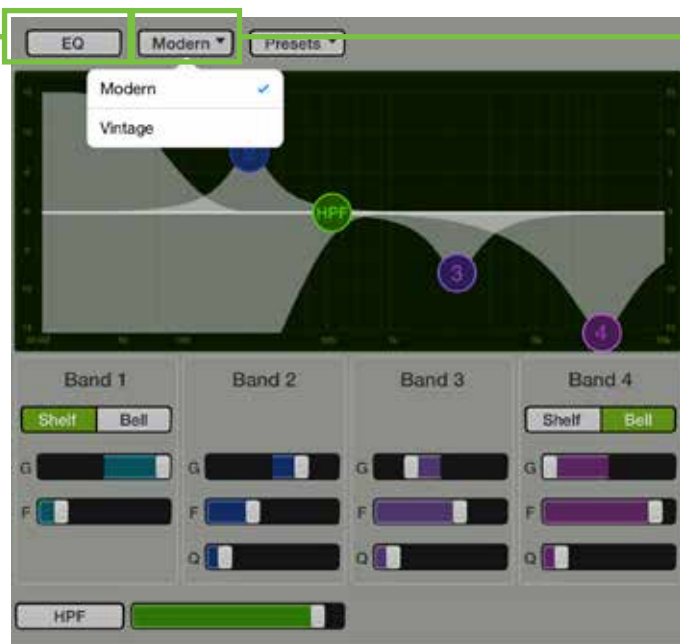 EQ Modern Presets
Modern
Vintage
HPF
3
4
Band 1 Band 2 Band 3 Band 4
Shelf Bell Shelf Bell
G G G G
F F F F
Q Q Q
HPF